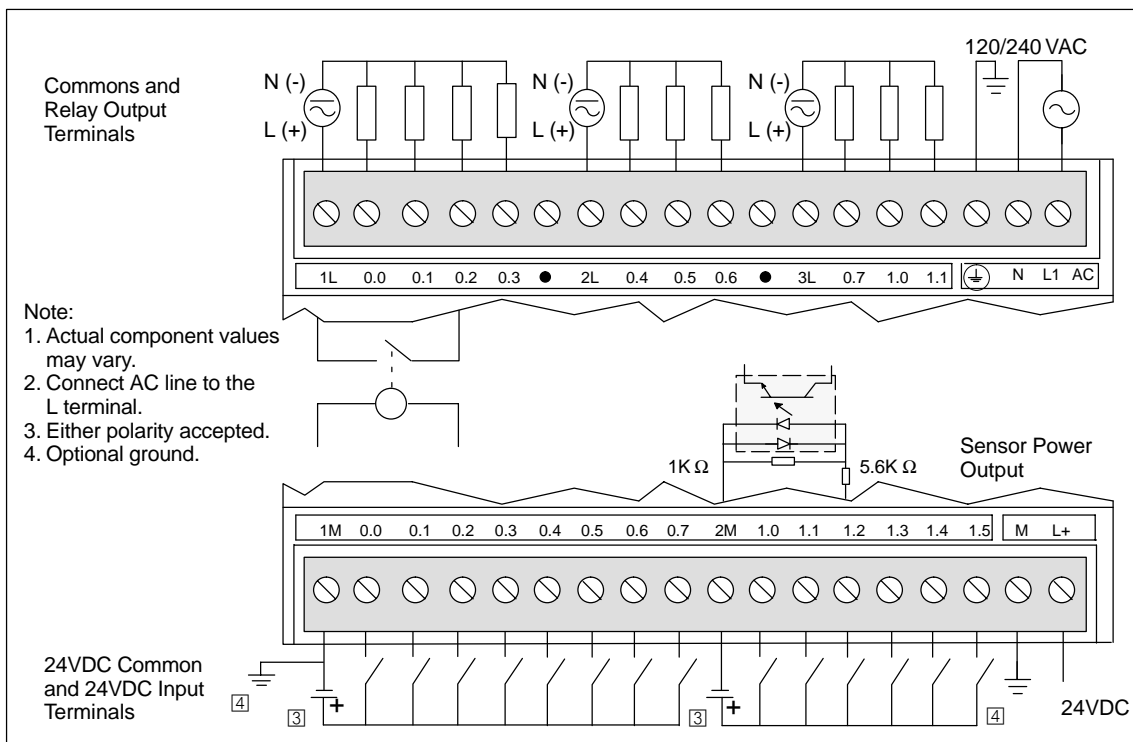 120/240 VAC
Commons and
Relay Output
Terminals
N (-)
L (+)
N (-)
L (+)
N (-)
L (+)
1L 0.0 0.1 0.2 0.3 ● 2L 0.4 0.5 0.6 ● 3L 0.7 1.0 1.1 N L1 AC
Note:
1. Actual component values
may vary.
2. Connect AC line to the
L terminal.
3. Either polarity accepted.
4. Optional ground.
1K Ω
5.6K Ω
Sensor Power
Output
1M 0.0 0.1 0.2 0.3 0.4 0.5 0.6 0.7 2M 1.0 1.1 1.2 1.3 1.4 1.5 M L+
24VDC Common
and 24VDC Input
Terminals
4
3
+
3
+
4
24VDC